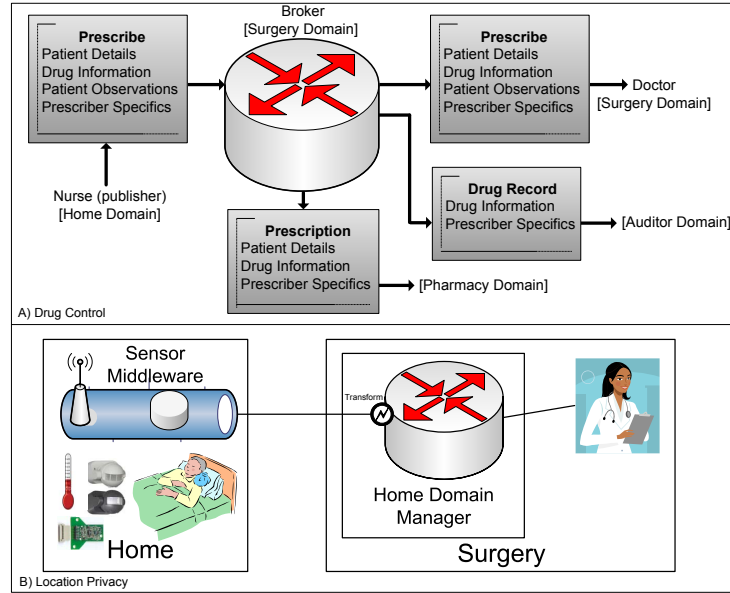 Broker
[Surgery Domain]
Prescribe
Patient Details
Drug Information
Patient Observations
Prescriber Specifics
Prescribe
Patient Details
Drug Information
Patient Observations
Prescriber Specifics
Doctor
[Surgery Domain]
Nurse (publisher)
[Home Domain]
Drug Record
Drug Information
Prescriber Specifics
[Auditor Domain]
Prescription
Patient Details
Drug Information
Prescriber Specifics
[Pharmacy Domain]
A) Drug Control
Sensor
Middleware
Transform
Home Domain
Manager
Home
Surgery
B) Location Privacy